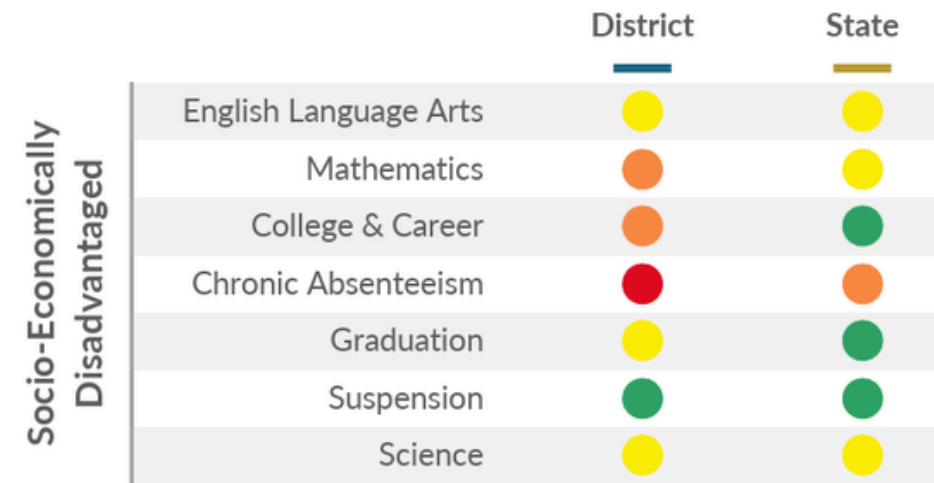 District State
Socio-Economically
Disadvantaged
English Language Arts
Mathematics
College & Career
Chronic Absenteeism
Graduation
Suspension
Science